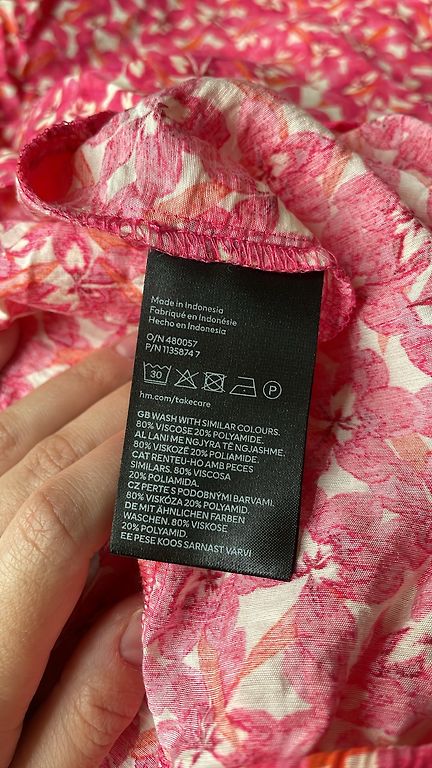 Made in Indonesia
Fabriqué en Indonésie
Hecho en Indonesia
O/N 480057
P/N 1135874 7
30 P
hm.com/takecare
GB WASH WITH SIMILAR COLOURS.
80% VISCOSE 20% POLYAMIDE.
AL LANI ME NGJYRA TË NGJASHME.
80% VISKOZË 20% POLIAMIDE.
CAT RENTEU-HO AMB PECES
SIMILARS. 80% VISCOSA
20% POLIAMIDA.
CZ PERTE S PODOBNÝMI BARVAMI.
80% VISKÓZA 20% POLYAMID.
DE MIT ÄHNLICHEN FARBEN
WASCHEN. 80% VISKOSE
20% POLYAMID.
EE PESE KOOS SARNAST VÄRVI